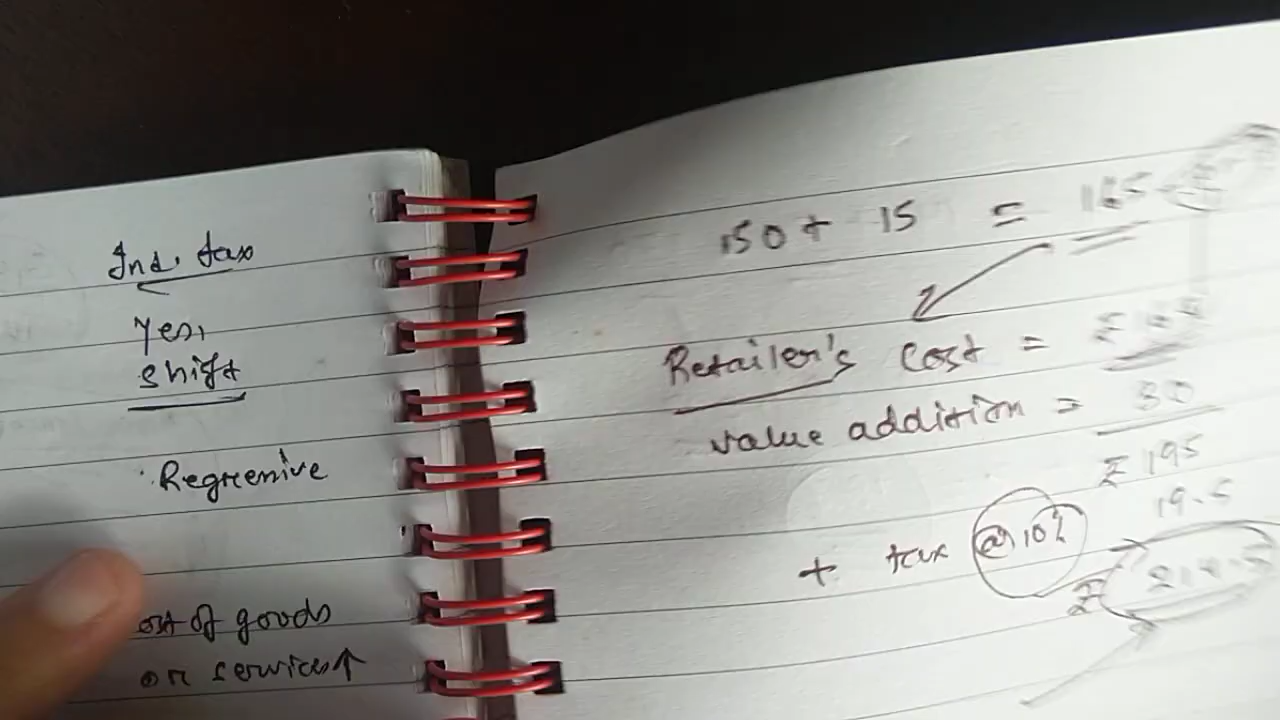 Ind. tax
Yes,
shift
Regressive
cost of goods
or services↑
150 + 15 = 165
Retailer's cost = ₹165
value addition = 30
₹195
+ tax @10% 19.5
₹ 214.5